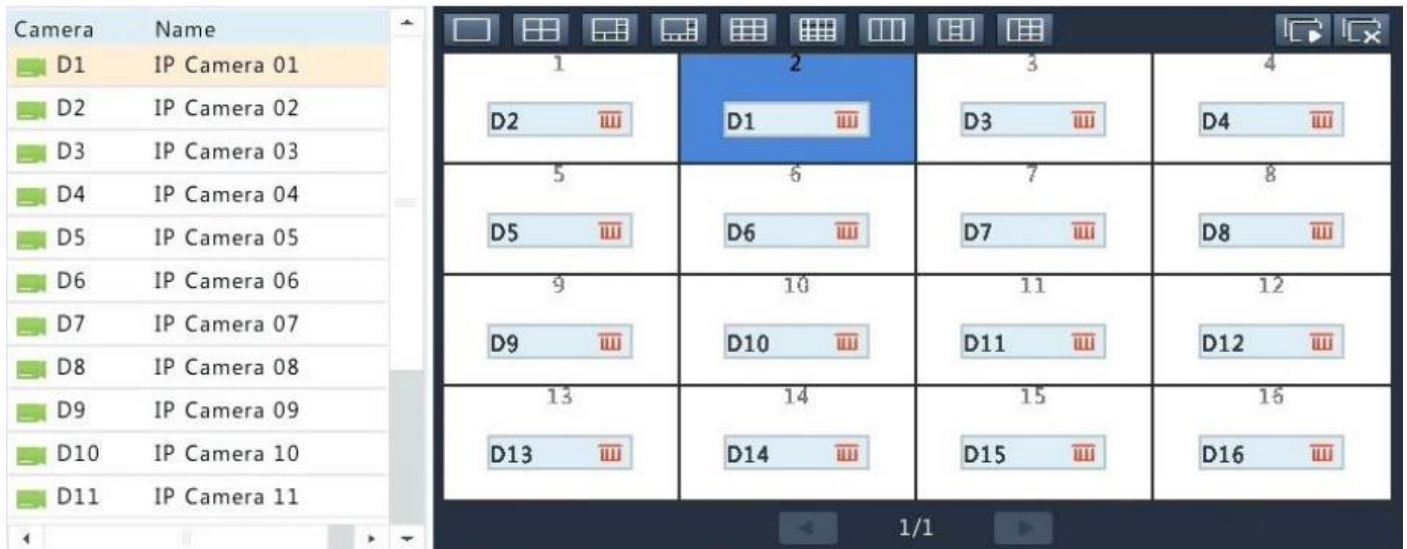 Camera Name
D1 IP Camera 01
D2 IP Camera 02
D3 IP Camera 03
D4 IP Camera 04
D5 IP Camera 05
D6 IP Camera 06
D7 IP Camera 07
D8 IP Camera 08
D9 IP Camera 09
D10 IP Camera 10
D11 IP Camera 11
1 2 3 4
D2 D1 D3 D4
5 6 7 8
D5 D6 D7 D8
9 10 11 12
D9 D10 D11 D12
13 14 15 16
D13 D14 D15 D16
1/1